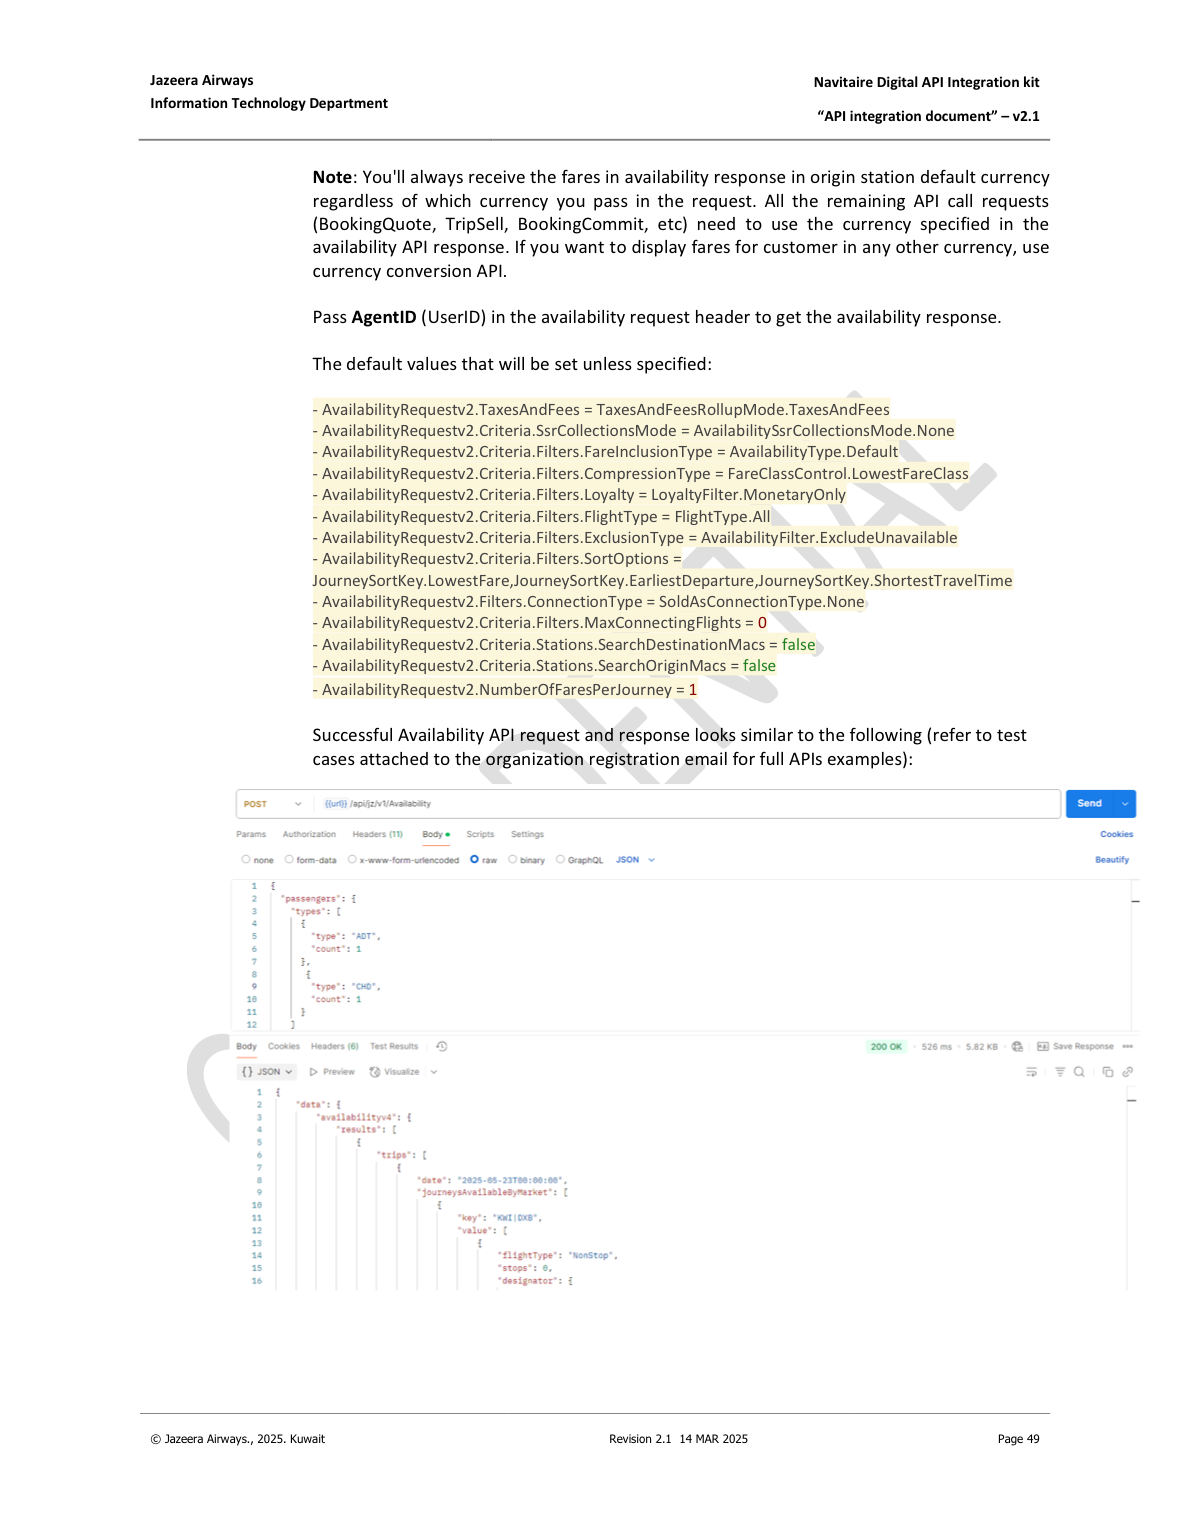 Jazeera Airways
Information Technology Department
Navitaire Digital API Integration kit
“API integration document” – v2.1
Note: You'll always receive the fares in availability response in origin station default currency
regardless of which currency you pass in the request. All the remaining API call requests
(BookingQuote, TripSell, BookingCommit, etc) need to use the currency specified in the
availability API response. If you want to display fares for customer in any other currency, use
currency conversion API.
Pass AgentID (UserID) in the availability request header to get the availability response.
The default values that will be set unless specified:
- AvailabilityRequestv2.TaxesAndFees = TaxesAndFeesRollupMode.TaxesAndFees
- AvailabilityRequestv2.Criteria.SsrCollectionsMode = AvailabilitySsrCollectionsMode.None
- AvailabilityRequestv2.Criteria.Filters.FareInclusionType = AvailabilityType.Default
- AvailabilityRequestv2.Criteria.Filters.CompressionType = FareClassControl.LowestFareClass
- AvailabilityRequestv2.Criteria.Filters.Loyalty = LoyaltyFilter.MonetaryOnly
- AvailabilityRequestv2.Criteria.Filters.FlightType = FlightType.All
- AvailabilityRequestv2.Criteria.Filters.ExclusionType = AvailabilityFilter.ExcludeUnavailable
- AvailabilityRequestv2.Criteria.Filters.SortOptions =
JourneySortKey.LowestFare,JourneySortKey.EarliestDeparture,JourneySortKey.ShortestTravelTime
- AvailabilityRequestv2.Filters.ConnectionType = SoldAsConnectionType.None
- AvailabilityRequestv2.Criteria.Filters.MaxConnectingFlights = 0
- AvailabilityRequestv2.Criteria.Stations.SearchDestinationMacs = false
- AvailabilityRequestv2.Criteria.Stations.SearchOriginMacs = false
- AvailabilityRequestv2.NumberOfFaresPerJourney = 1
Successful Availability API request and response looks similar to the following (refer to test
cases attached to the organization registration email for full APIs examples):
POST {{url}} /api/jz/v1/Availability Send
Params Authorization Headers (11) Body Scripts Settings Cookies
none form-data x-www-form-urlencoded raw binary GraphQL JSON Beautify
1 {
2 "passengers": {
3 "types": [
4 {
5 "type": "ADT",
6 "count": 1
7 },
8 {
9 "type": "CHD",
10 "count": 1
11 }
12 ]
Body Cookies Headers (6) Test Results 200 OK 526 ms 5.82 KB Save Response
{} JSON Preview Visualize
1 {
2 "data": {
3 "availabilityv4": {
4 "results": [
5 {
6 "trips": [
7 {
8 "date": "2025-05-23T00:00:00",
9 "journeysAvailableByMarket": [
10 {
11 "key": "KWI|DXB",
12 "value": [
13 {
14 "flightType": "NonStop",
15 "stops": 0,
16 "designator": {
© Jazeera Airways., 2025. Kuwait
Revision 2.1 14 MAR 2025
Page 49